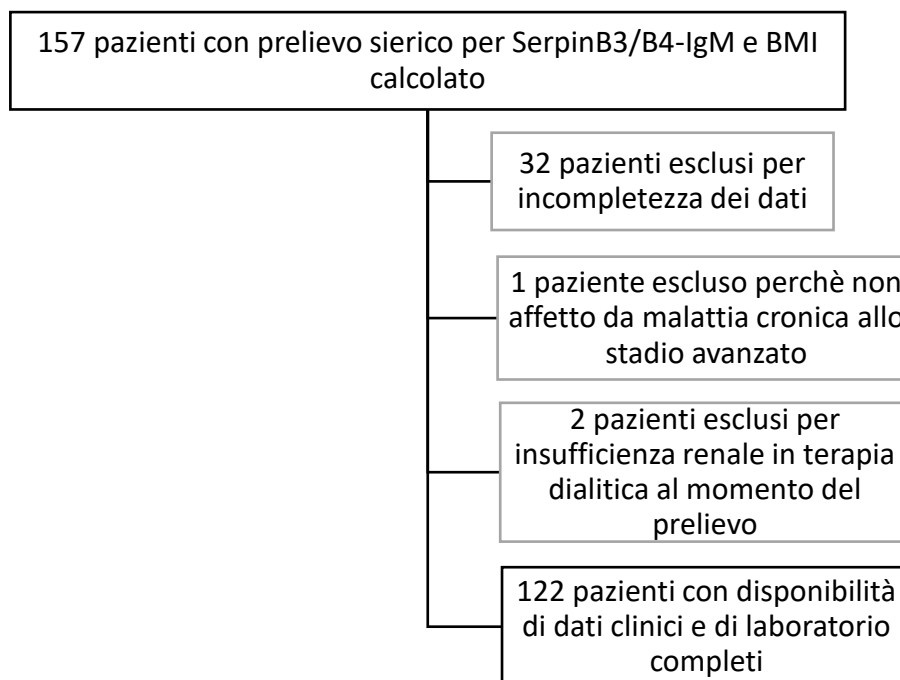 157 pazienti con prelievo sierico per SerpinB3/B4-IgM e BMI
calcolato
32 pazienti esclusi per
incompletezza dei dati
1 paziente escluso perchè non
affetto da malattia cronica allo
stadio avanzato
2 pazienti esclusi per
insufficienza renale in terapia
dialitica al momento del
prelievo
122 pazienti con disponibilità
di dati clinici e di laboratorio
completi